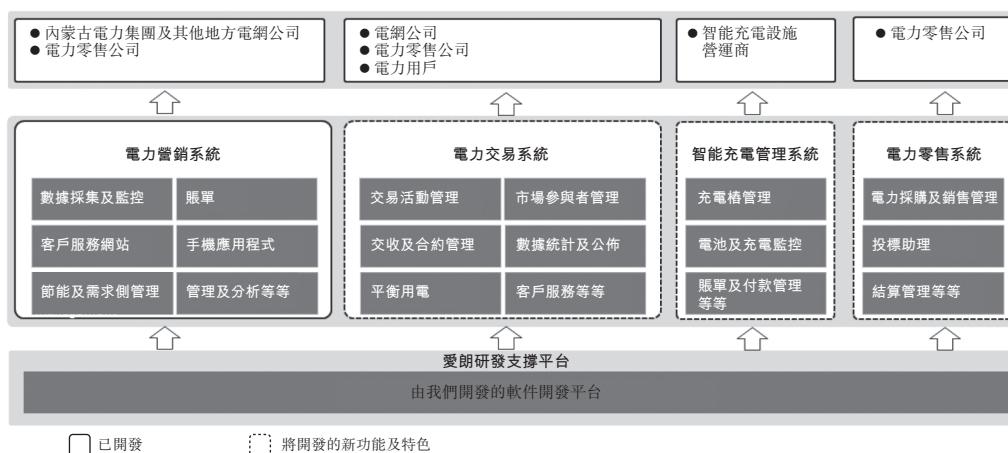 ● 內蒙古電力集團及其他地方電網公司
● 電力零售公司
● 電網公司
● 電力零售公司
● 電力用戶
● 智能充電設施
營運商
● 電力零售公司
電力營銷系統
數據採集及監控
賬單
客戶服務網站
手機應用程式
節能及需求側管理
管理及分析等等
電力交易系統
交易活動管理
市場參與者管理
交收及合約管理
數據統計及公佈
平衡用電
客戶服務等等
智能充電管理系統
充電樁管理
電池及充電監控
賬單及付款管理
等等
電力零售系統
電力採購及銷售管理
投標助理
結算管理等等
愛朗研發支撐平台
由我們開發的軟件開發平台
已開發
將開發的新功能及特色